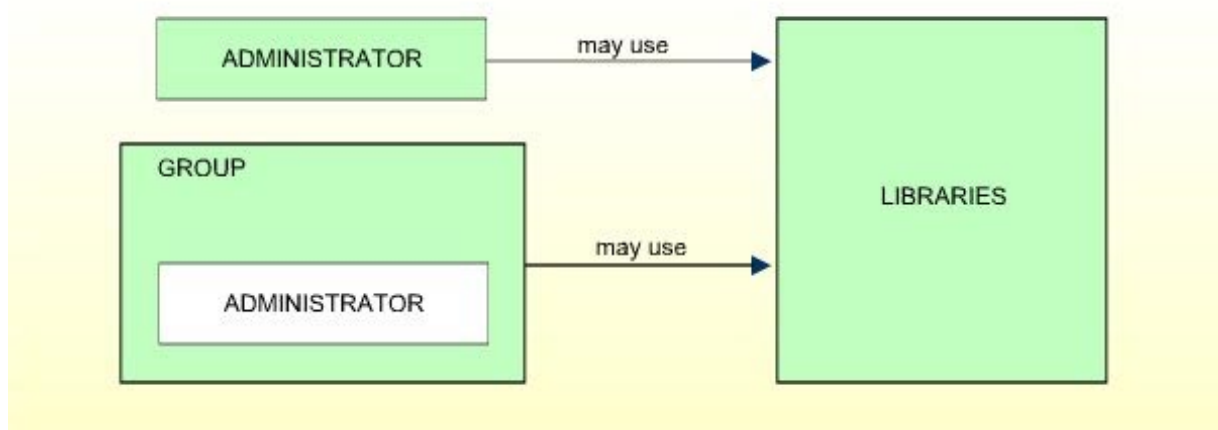 ADMINISTRATOR
may use
GROUP
ADMINISTRATOR
may use
LIBRARIES